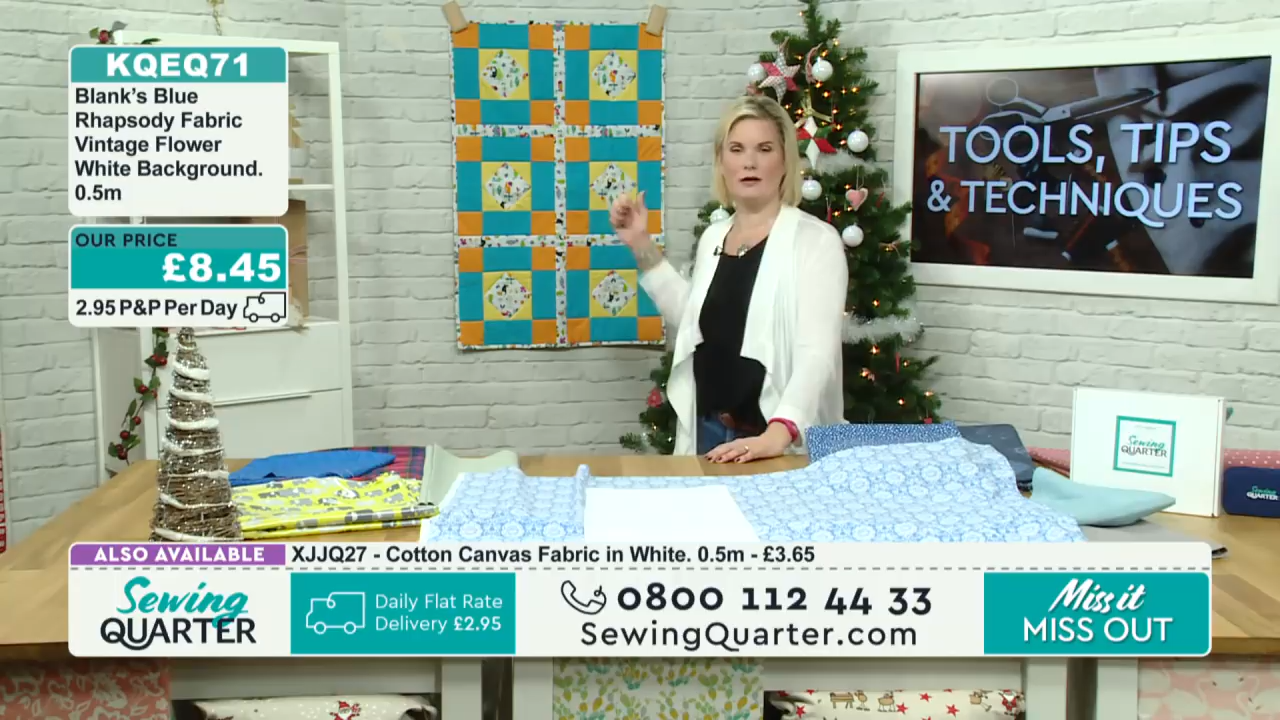 KQEQ71
Blank's Blue
Rhapsody Fabric
Vintage Flower
White Background.
0.5m
OUR PRICE
£8.45
2.95 P&P Per Day
TOOLS, TIPS
& TECHNIQUES
Sewing
QUARTER
Sewing
QUARTER
ALSO AVAILABLE XJJQ27 - Cotton Canvas Fabric in White. 0.5m - £3.65
Sewing
QUARTER
Daily Flat Rate
Delivery £2.95
0800 112 44 33
SewingQuarter.com
Miss it
MISS OUT